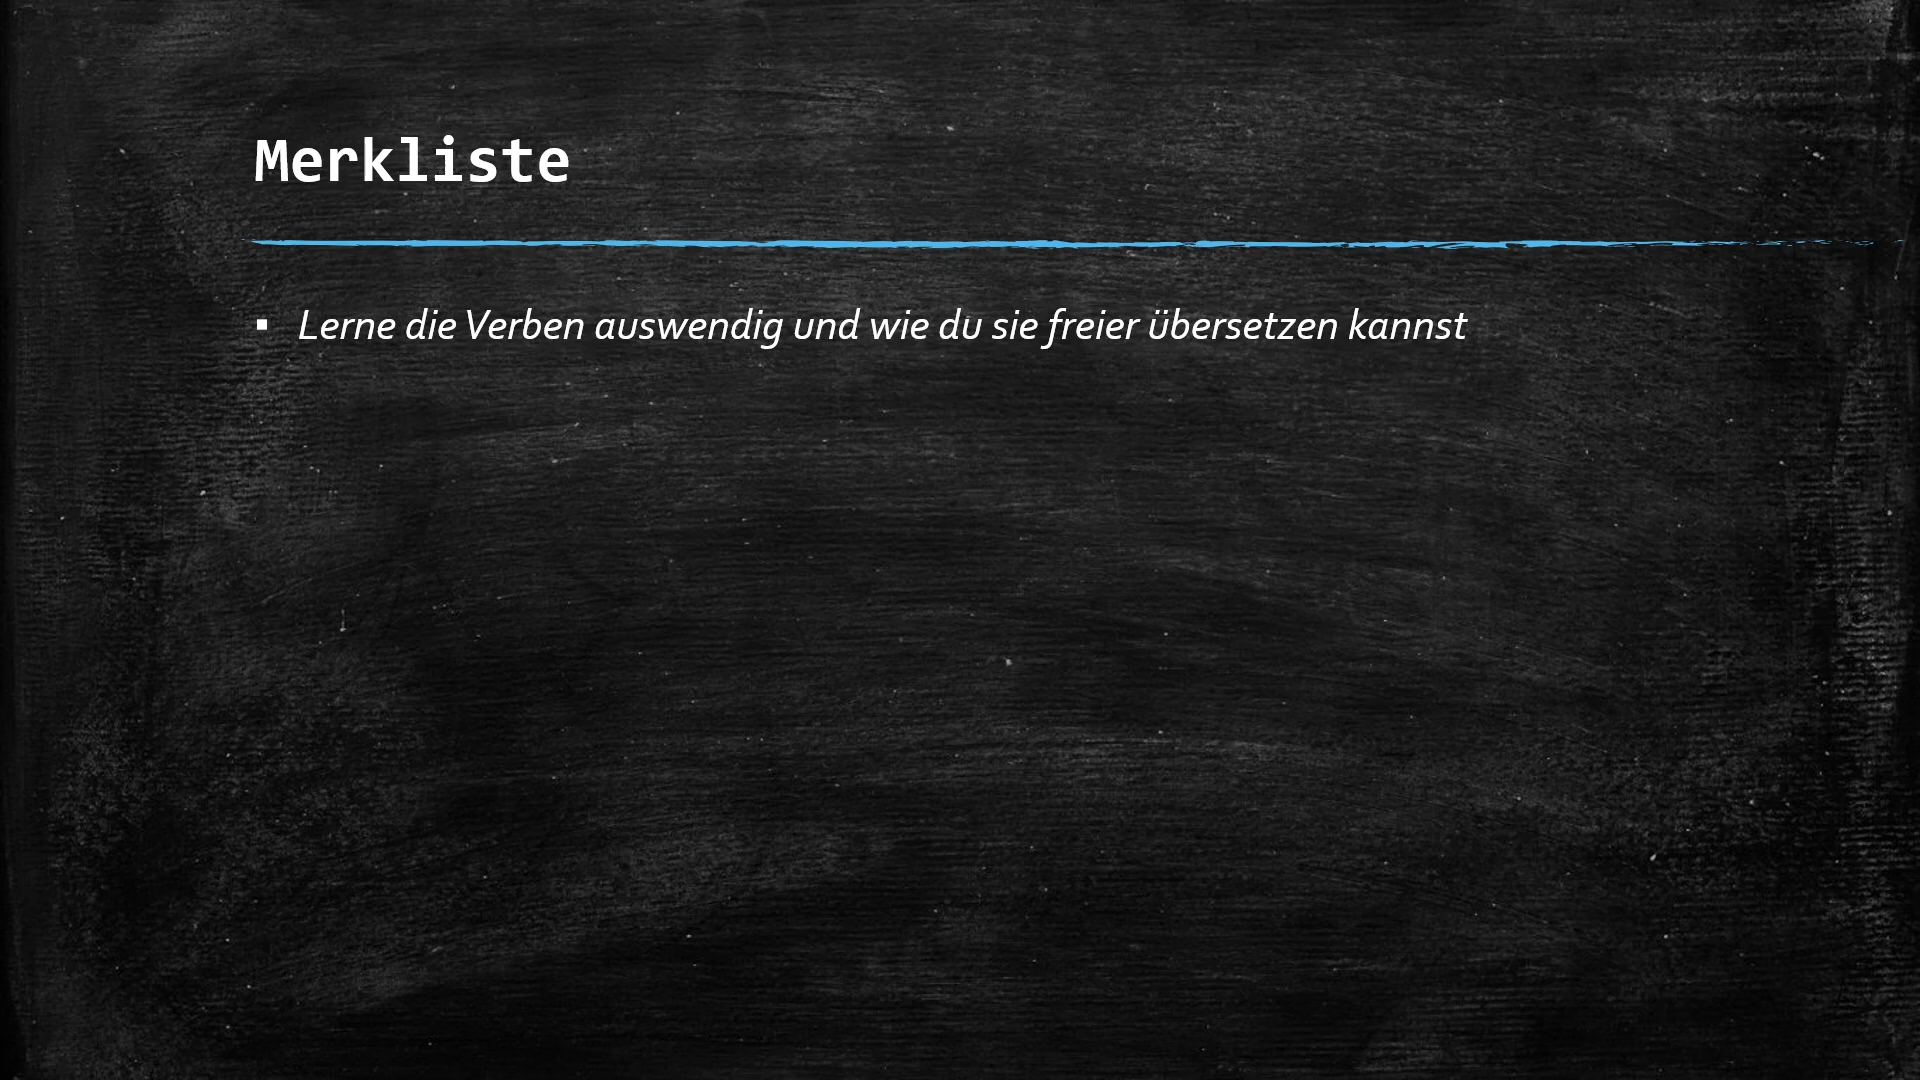 Merkliste
▪ Lerne die Verben auswendig und wie du sie freier übersetzen kannst